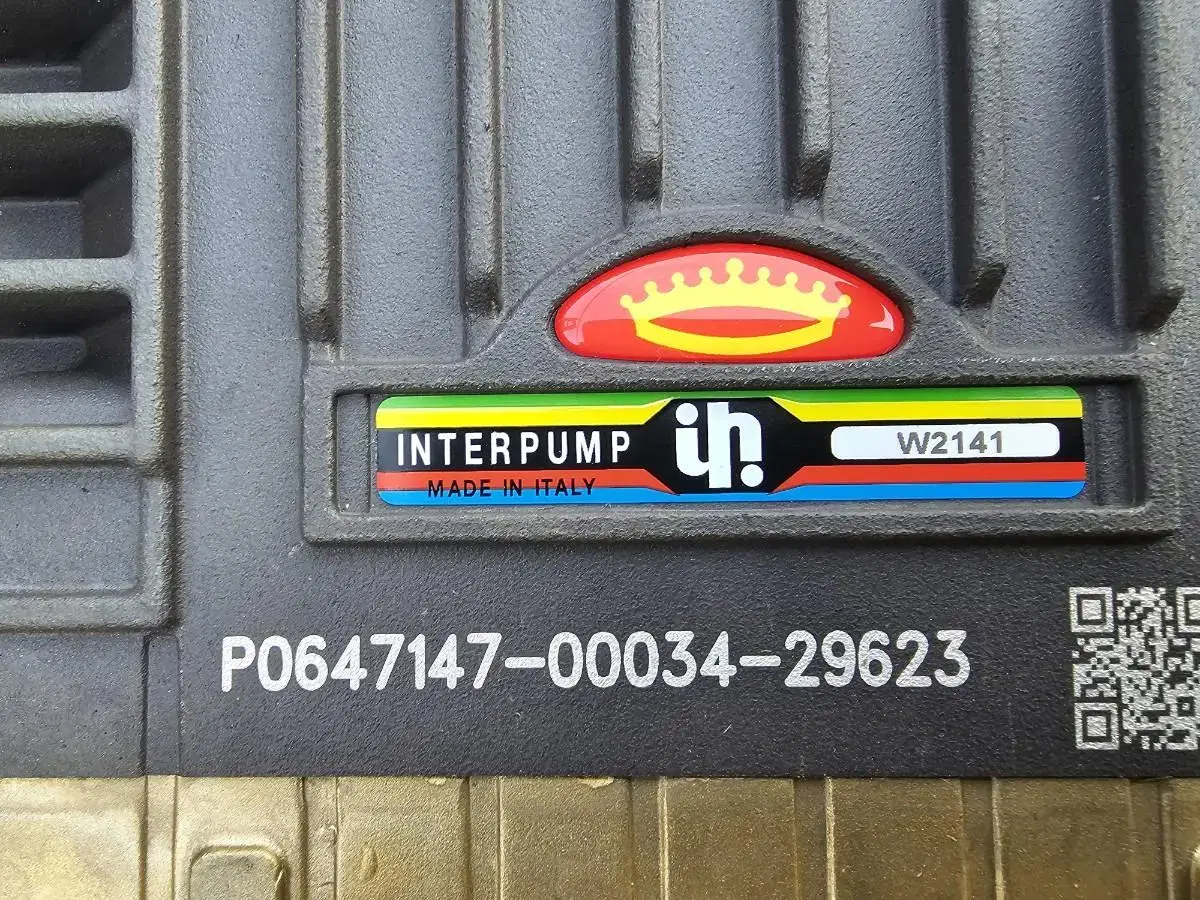 INTERPUMP
ih
W2141
MADE IN ITALY
P0647147-00034-29623